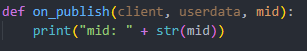 def on_publish(client, userdata, mid):
    print("mid: " + str(mid))